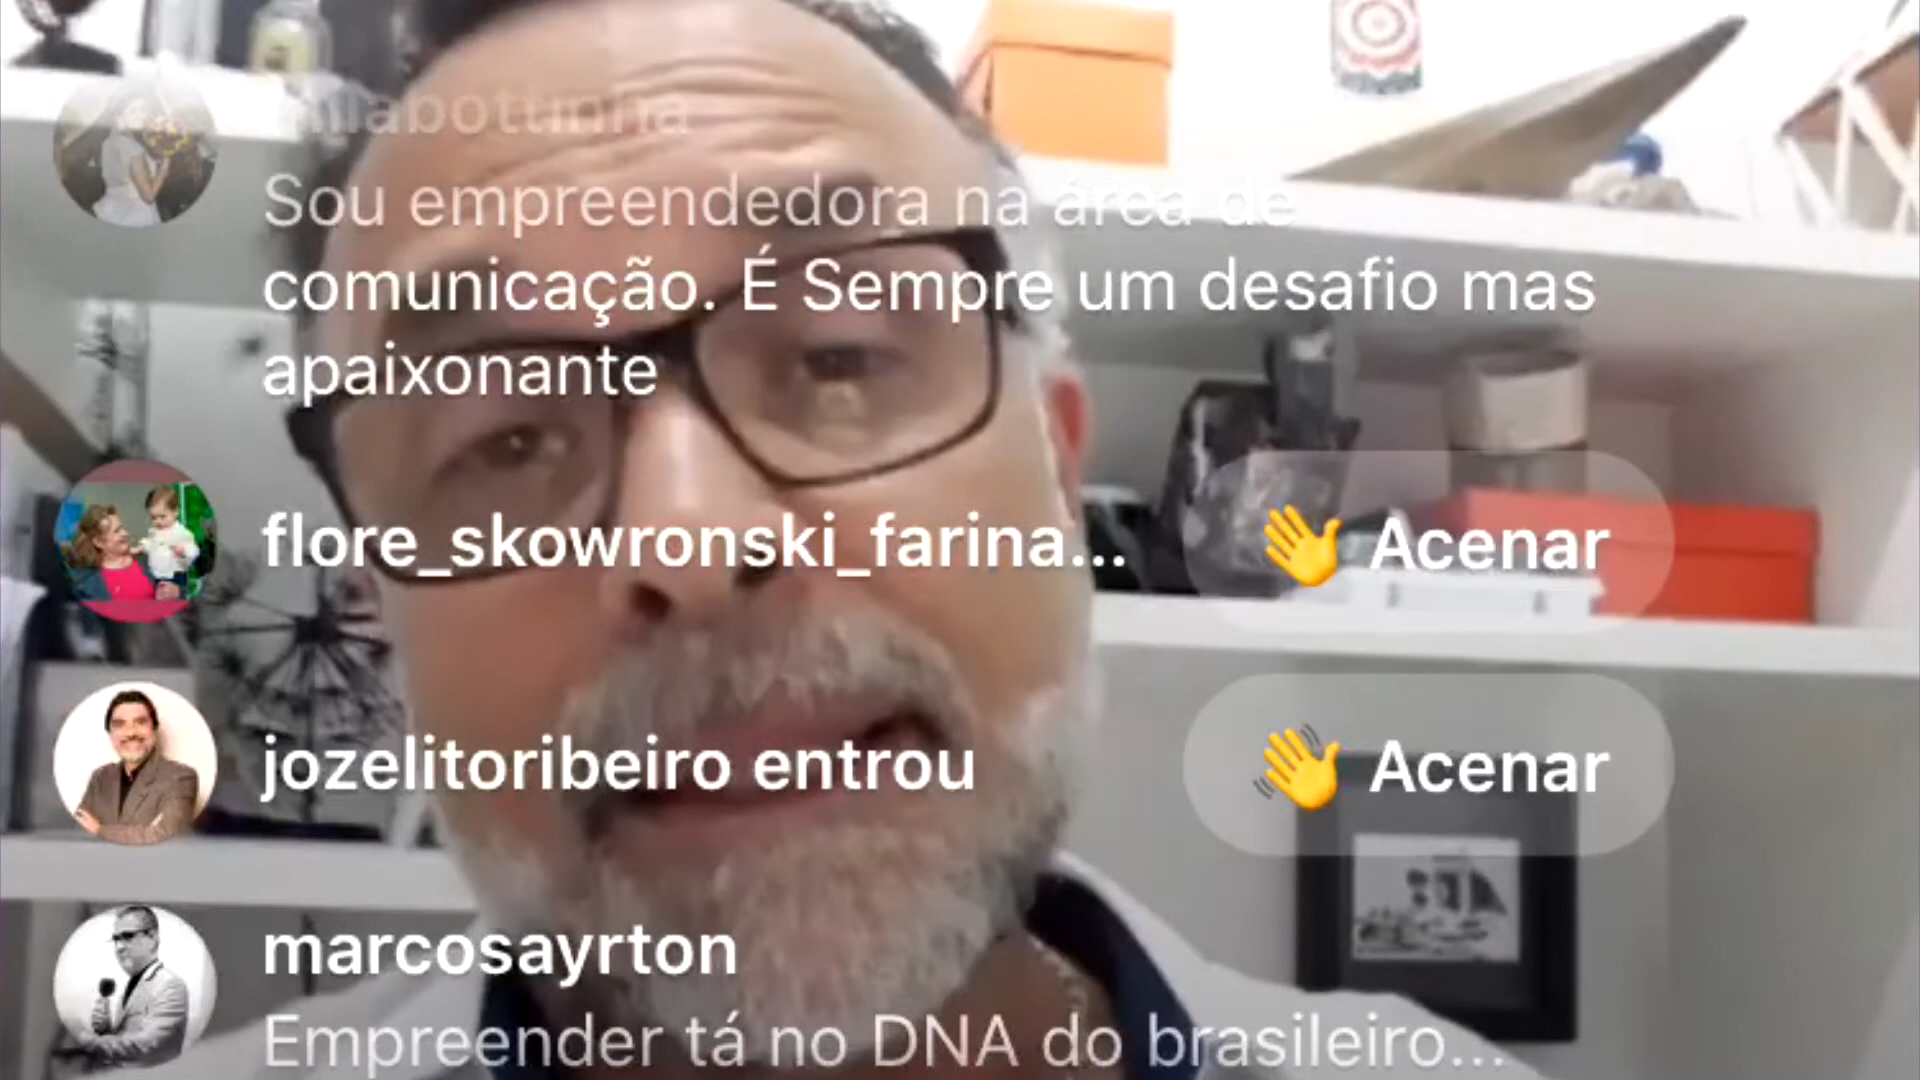 Sou empreendedora na área de
comunicação. É Sempre um desafio mas
apaixonante
flore_skowronski_farina...
👋 Acenar
jozelitoribeiro entrou
👋 Acenar
marcosayrton
Empreender tá no DNA do brasileiro...